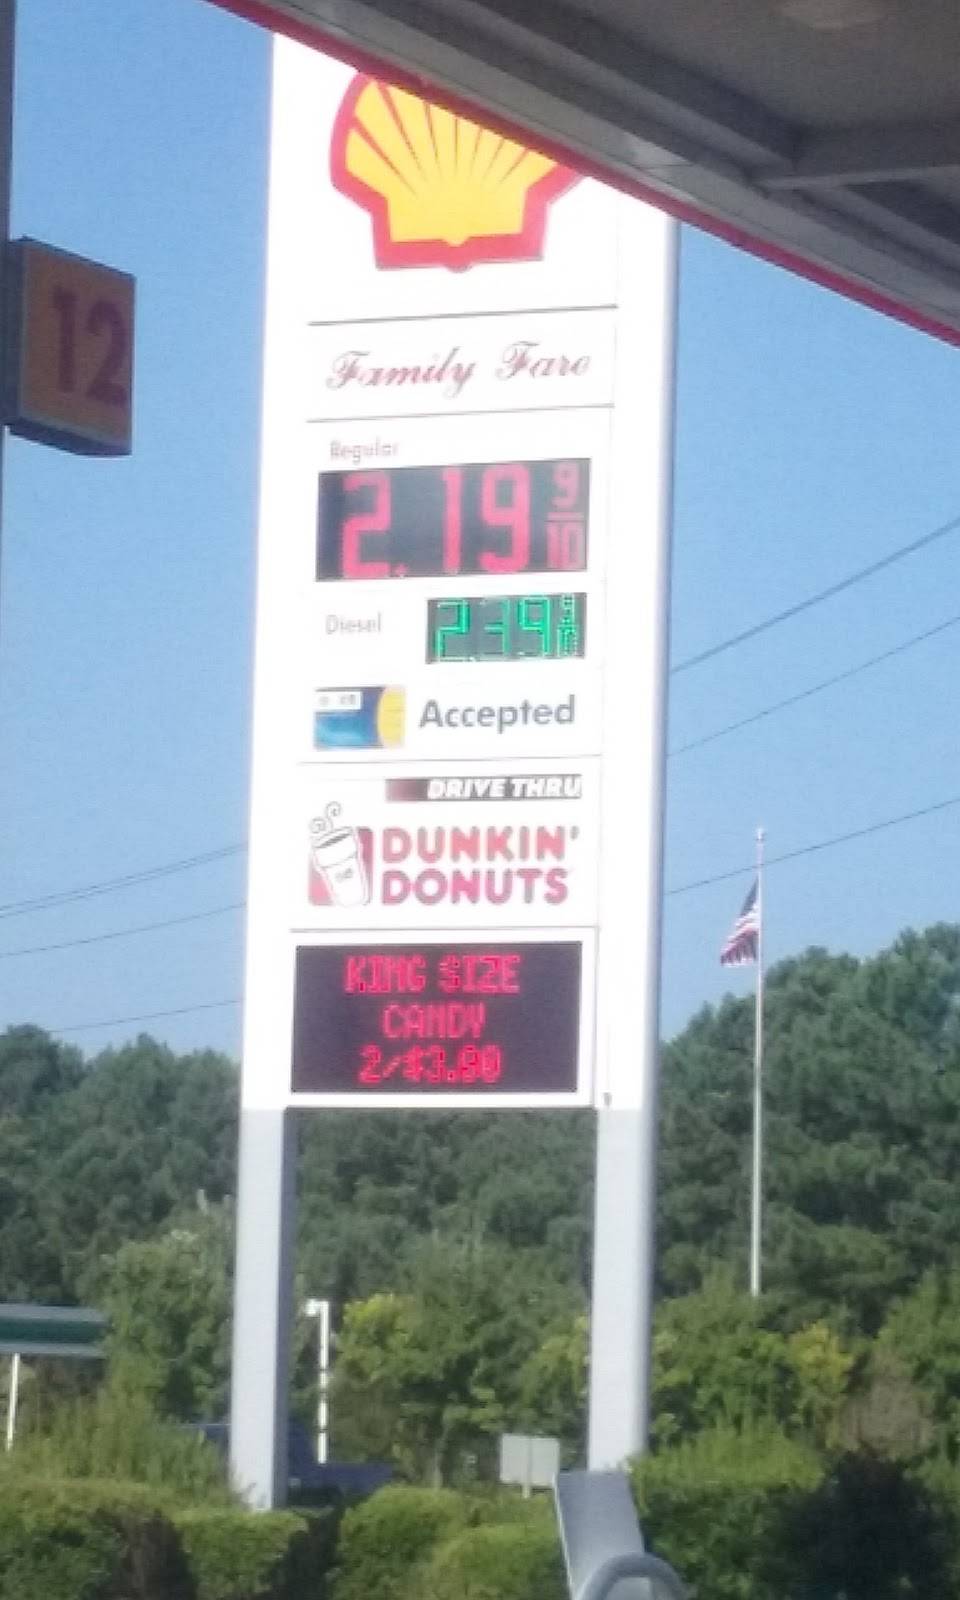 12
Family Fare
Regular
2.19 9/10
Diesel
2.39 9/10
Accepted
DRIVE THRU
DUNKIN'
DONUTS
KING SIZE
CANDY
2/$3.90